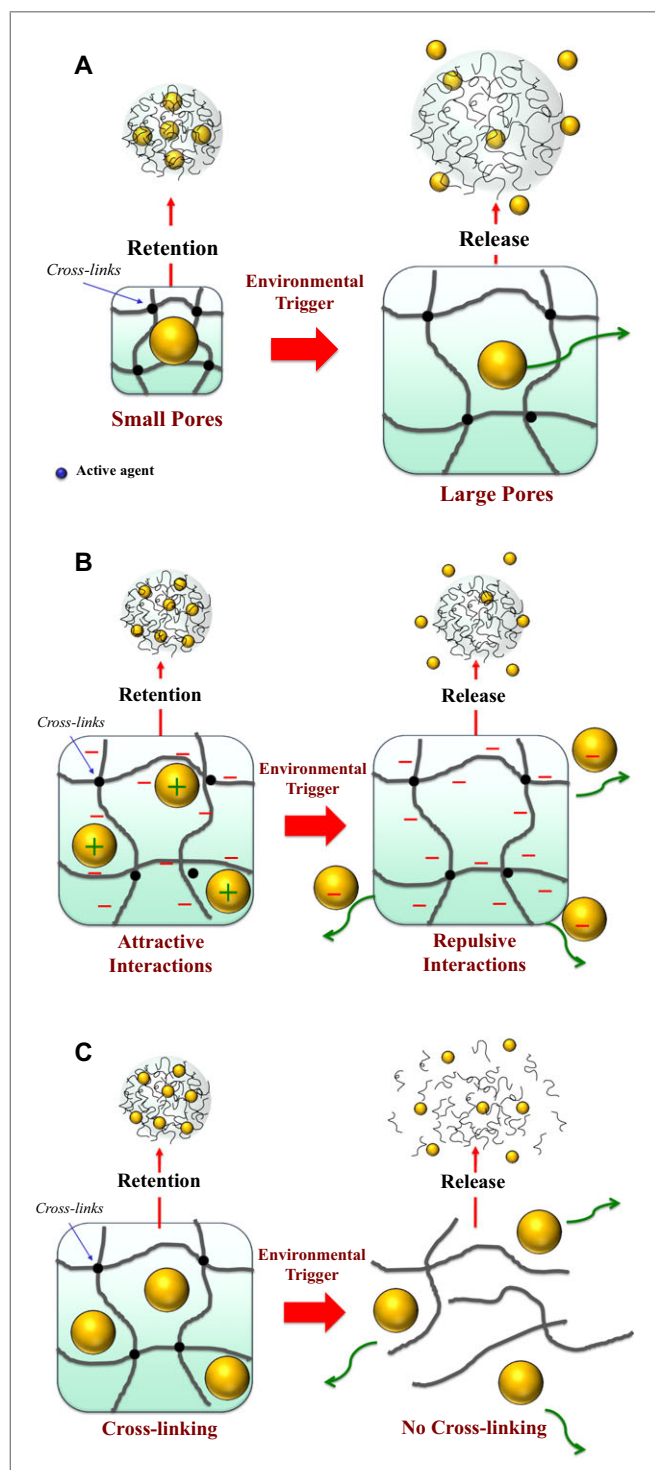 A
Retention
Release
Cross-links
Environmental
Trigger
Small Pores
Large Pores
Active agent
B
Retention
Release
Cross-links
Environmental
Trigger
− − − − − − − − − − −
+ + +
− − − − − − − − − − −
− − −
Attractive
Interactions
Repulsive
Interactions
C
Retention
Release
Cross-links
Environmental
Trigger
Cross-linking
No Cross-linking